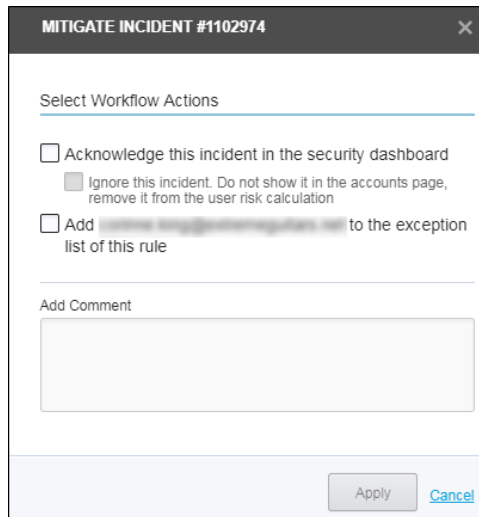 MITIGATE INCIDENT #1102974
Select Workflow Actions
Acknowledge this incident in the security dashboard
Ignore this incident. Do not show it in the accounts page,
remove it from the user risk calculation
Add to the exception
list of this rule
Add Comment
Apply
Cancel